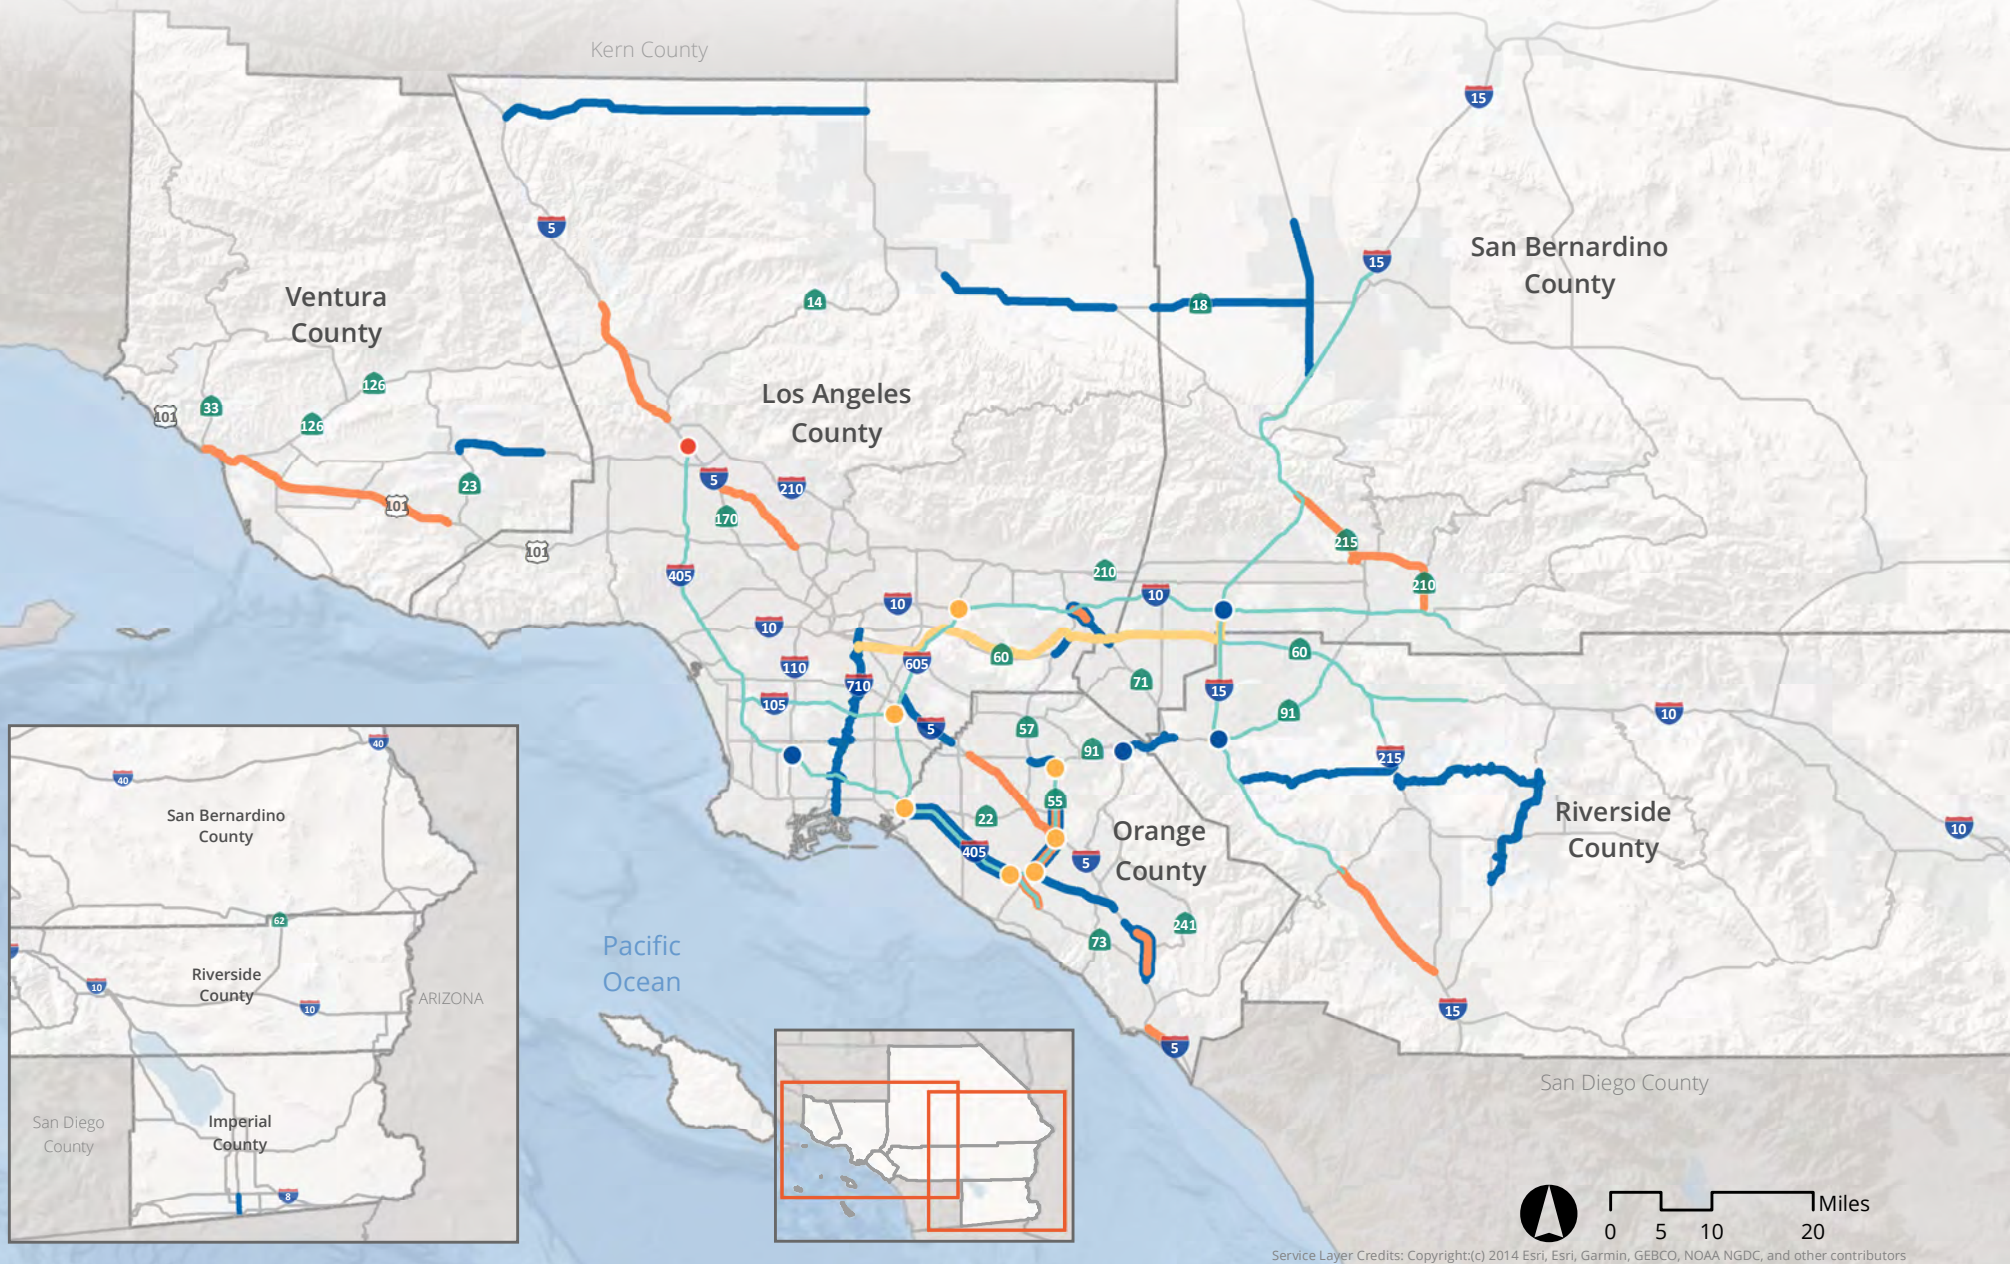 Kern County
15
5
San Bernardino
County
15
Ventura
County
14
18
126
Los Angeles
County
33
101
126
5
210
23
101
170
101
215
405
210
10
210
10
10
60
605
60
110
710
71
15
105
5
57
91
10
91
215
55
22
Orange
County
405
5
Riverside
County
10
241
73
Pacific
Ocean
15
5
San Diego County
40
40
San Bernardino
County
62
Riverside
County
10
10
ARIZONA
San Diego
County
Imperial
County
8
Miles
0 5 10 20
Service Layer Credits: Copyright:(c) 2014 Esri, Esri, Garmin, GEBCO, NOAA NGDC, and other contributors